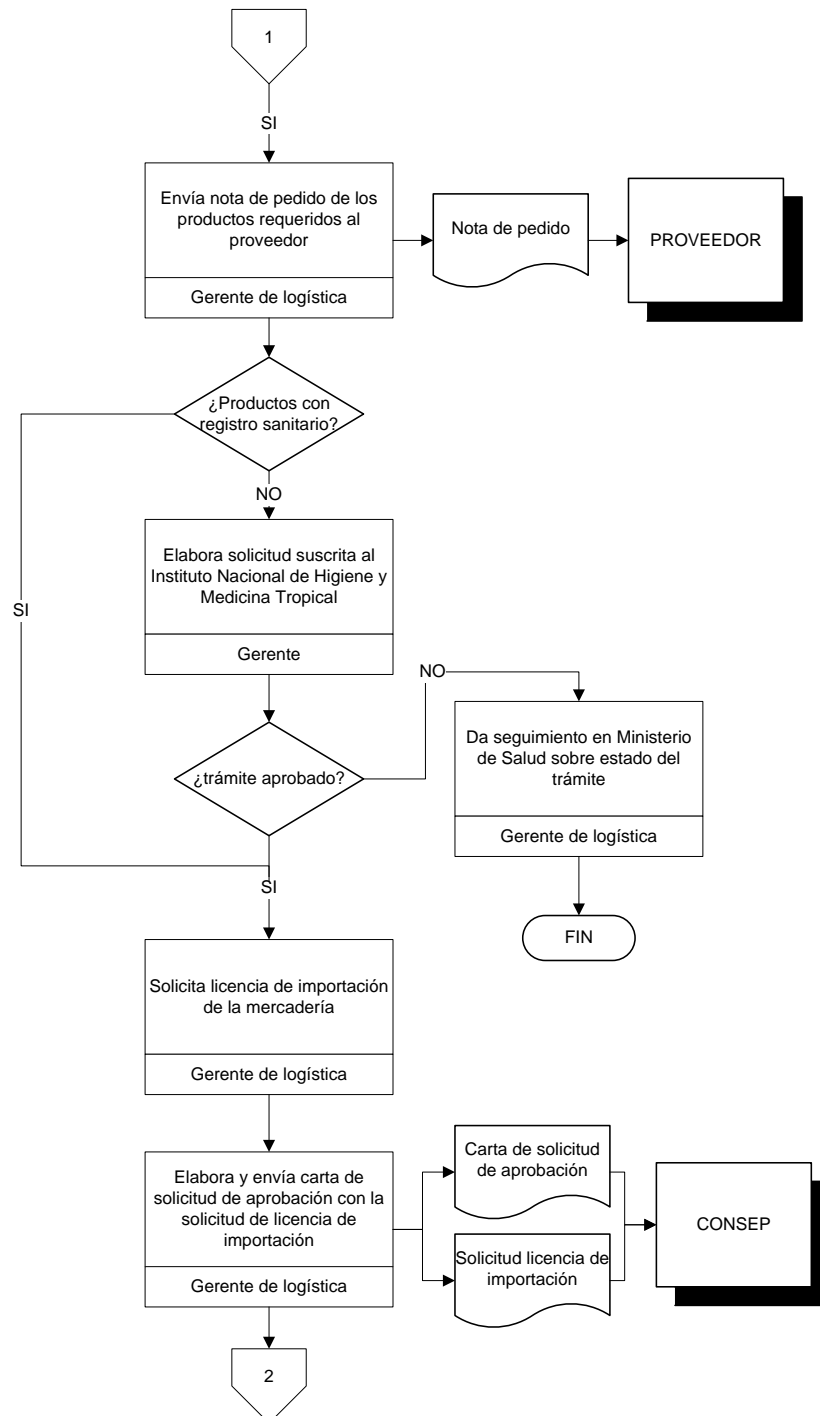 1
SI
Envía nota de pedido de los
productos requeridos al
proveedor
Gerente de logística
Nota de pedido
PROVEEDOR
¿Productos con
registro sanitario?
NO
SI
Elabora solicitud suscrita al
Instituto Nacional de Higiene y
Medicina Tropical
Gerente
¿trámite aprobado?
NO
Da seguimiento en Ministerio
de Salud sobre estado del
trámite
Gerente de logística
FIN
SI
Solicita licencia de importación
de la mercadería
Gerente de logística
Elabora y envía carta de
solicitud de aprobación con la
solicitud de licencia de
importación
Gerente de logística
Carta de solicitud
de aprobación
Solicitud licencia de
importación
CONSEP
2